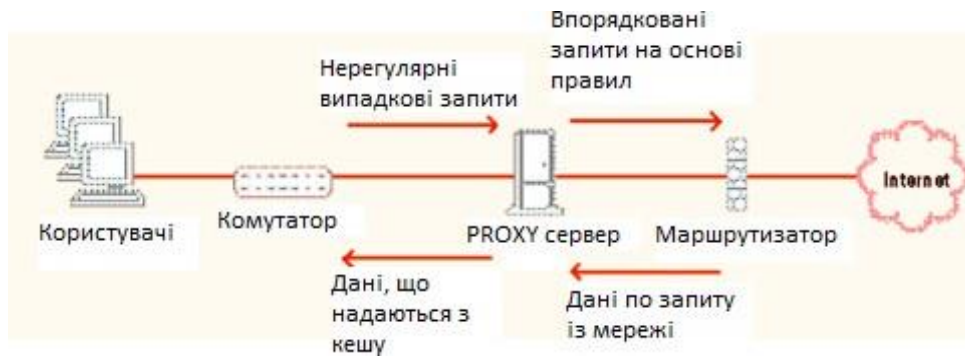 Впорядковані
запити на основі
правил
Нерегулярні
випадкові запити
Internet
Користувачі
Комутатор
PROXY сервер
Маршрутизатор
Дані, що
надаються з
кешу
Дані по запиту
із мережі